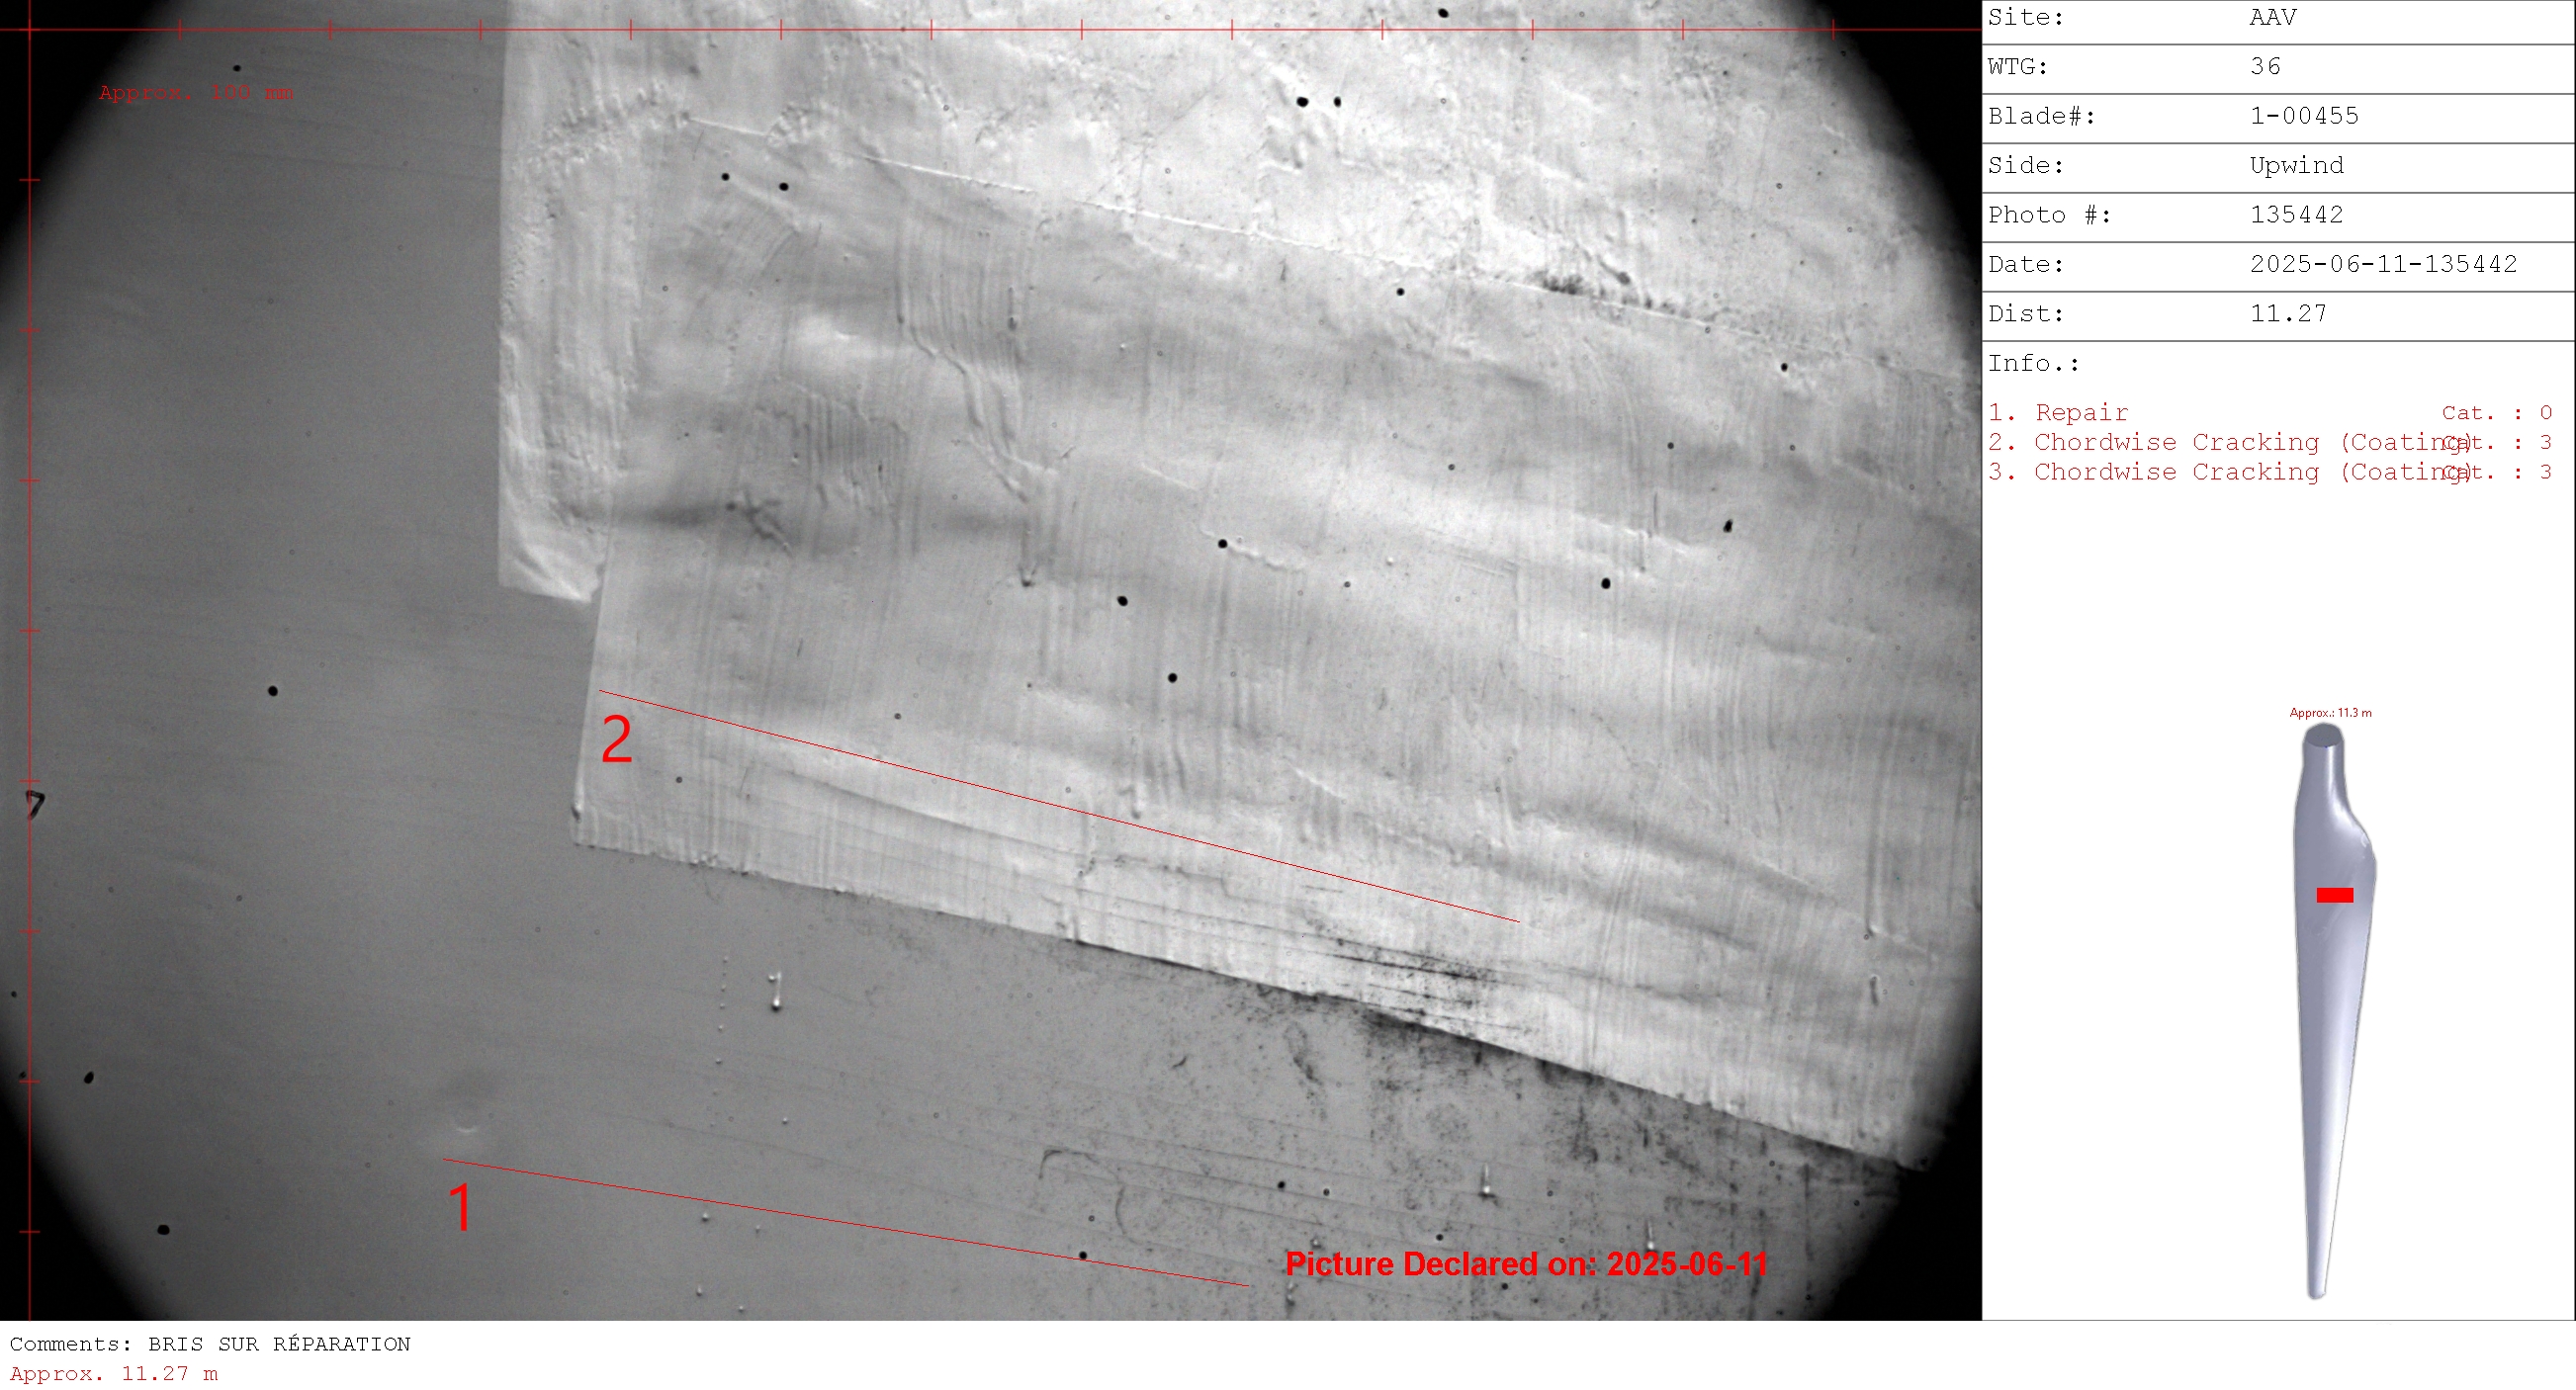 Approx. 100 mm
2
1
Picture Declared on: 2025-06-11
Site: AAV
WTG: 36
Blade#: 1-00455
Side: Upwind
Photo #: 135442
Date: 2025-06-11-135442
Dist: 11.27
Info.:
1. Repair Cat. : 0
2. Chordwise Cracking (Coating) Cat. : 3
3. Chordwise Cracking (Coating) Cat. : 3
Approx.: 11.3 m
Comments: BRIS SUR RÉPARATION
Approx. 11.27 m